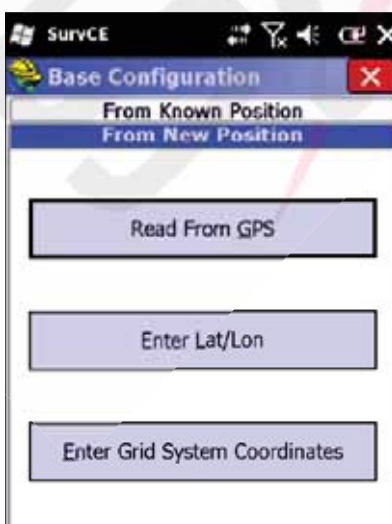 SurvCE
Base Configuration
From Known Position
From New Position
Read From GPS
Enter Lat/Lon
Enter Grid System Coordinates